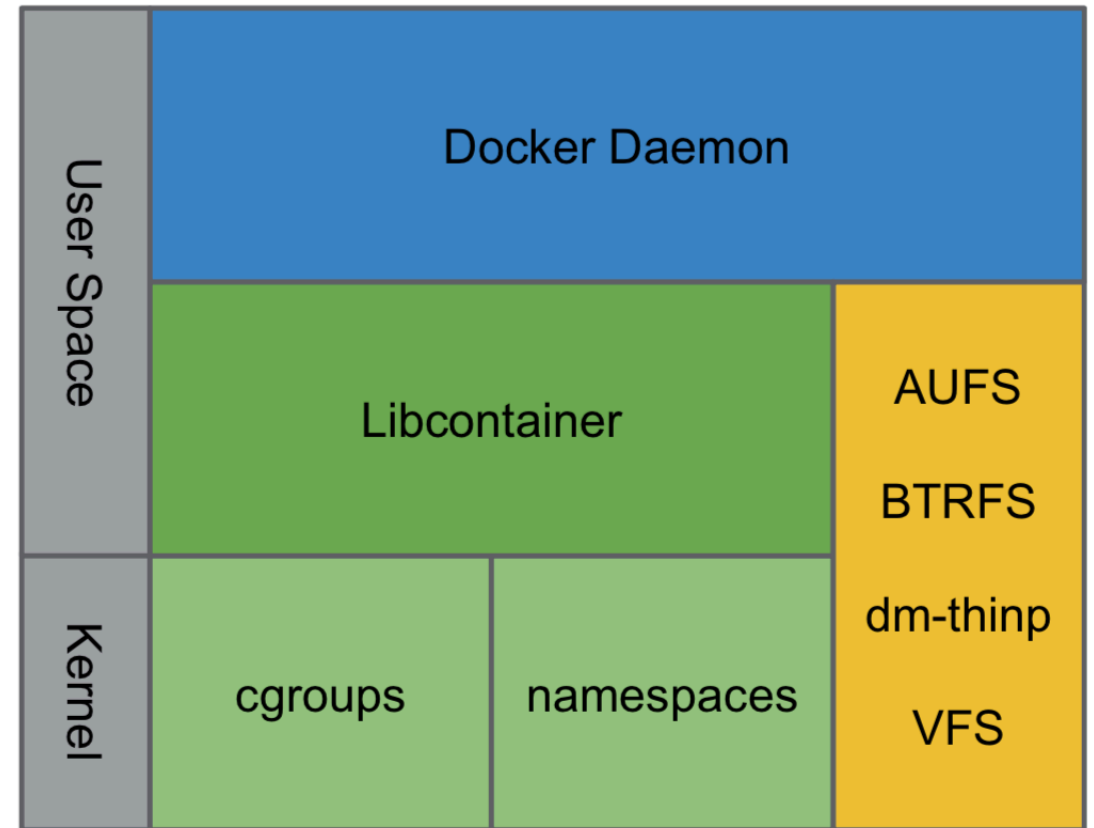 User Space
Docker Daemon
Libcontainer
AUFS
BTRFS
dm-thinp
VFS
Kernel
cgroups
namespaces